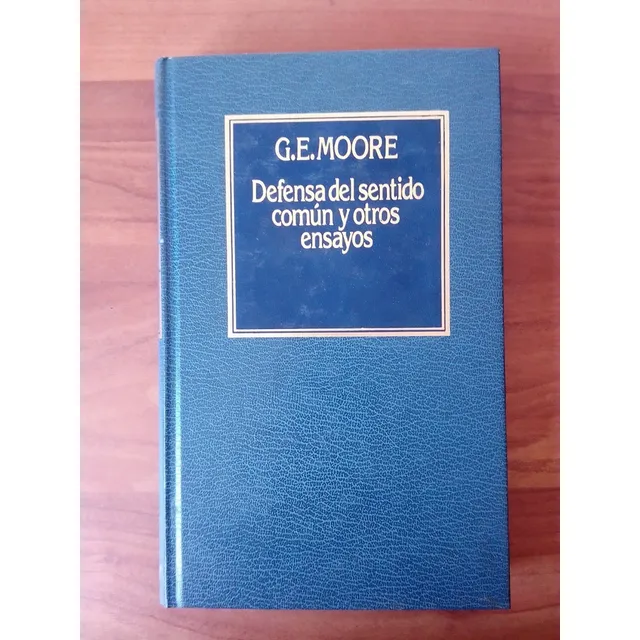 G.E.MOORE
Defensa del sentido
común y otros
ensayos